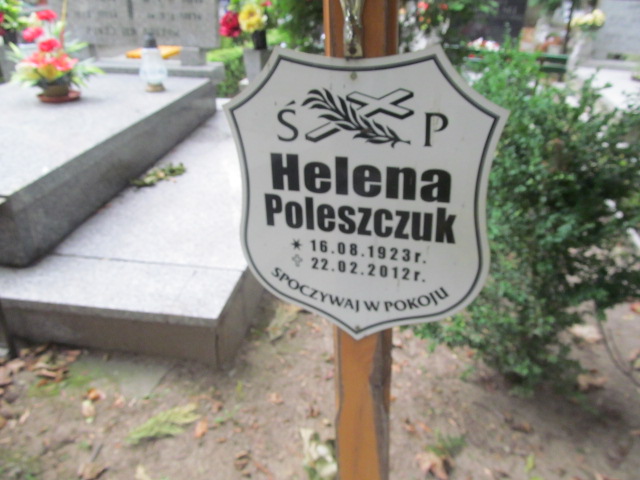 Ś P
Helena
Poleszczuk
* 16.08.1923r.
✝ 22.02.2012r.
SPOCZYWAJ W POKOJU